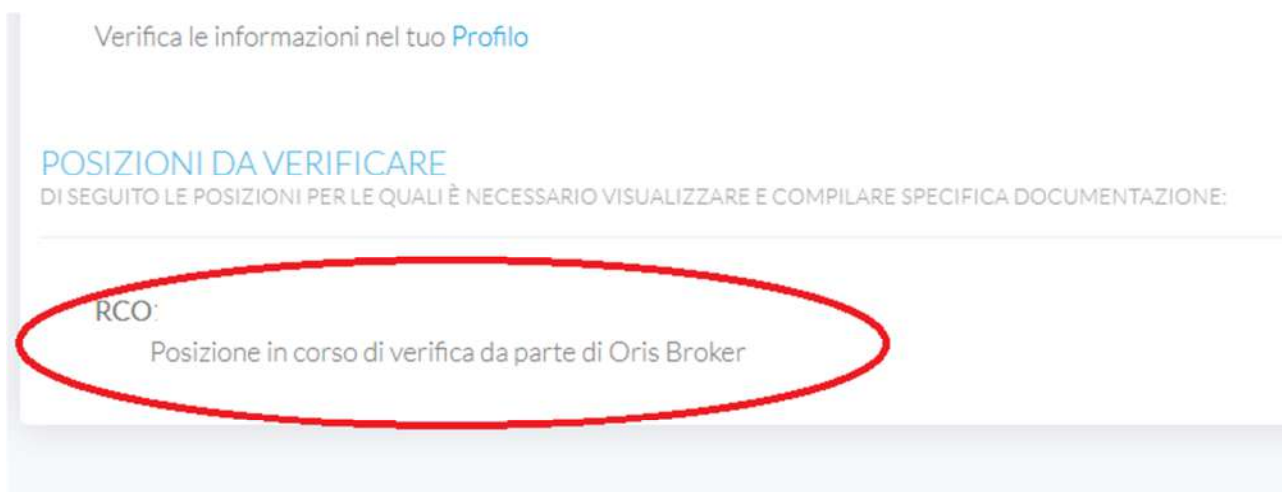 Verifica le informazioni nel tuo Profilo
POSIZIONI DA VERIFICARE
DI SEGUITO LE POSIZIONI PER LE QUALI È NECESSARIO VISUALIZZARE E COMPILARE SPECIFICA DOCUMENTAZIONE:
RCO:
Posizione in corso di verifica da parte di Oris Broker